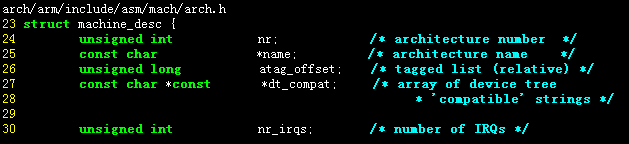 arch/arm/include/asm/mach/arch.h
23 struct machine_desc {
24         unsigned int            nr;             /* architecture number  */
25         const char              *name;          /* architecture name    */
26         unsigned long           atag_offset;    /* tagged list (relative) */
27         const char *const       *dt_compat;     /* array of device tree
28                                                  * 'compatible' strings */
29
30         unsigned int            nr_irqs;        /* number of IRQs */